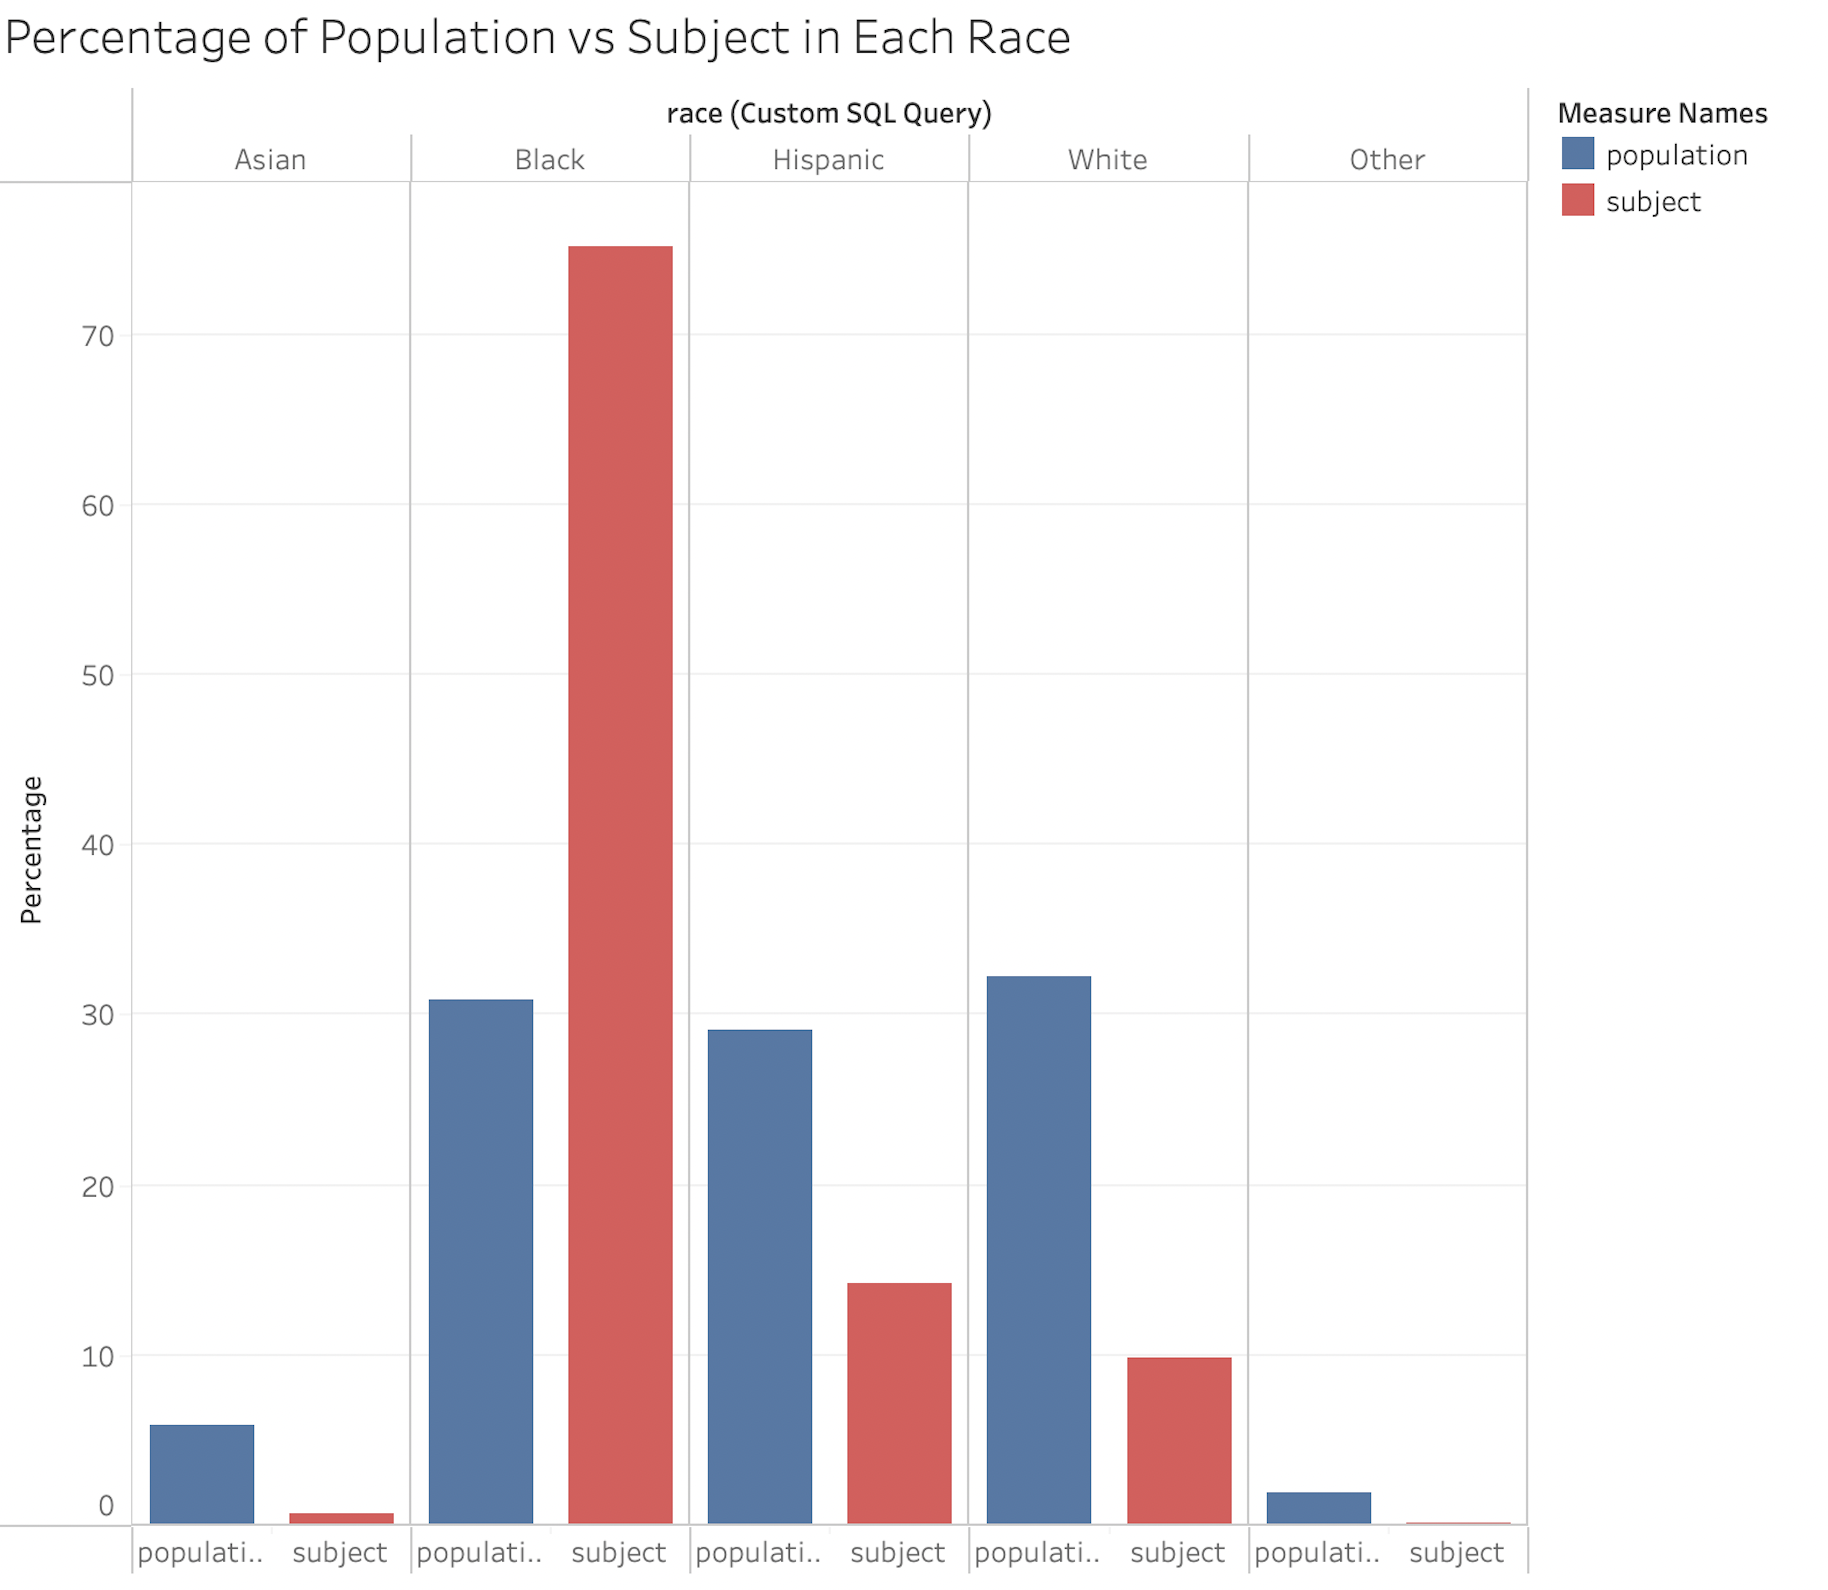 Percentage of Population vs Subject in Each Race
race (Custom SQL Query)
Asian Black Hispanic White Other
Measure Names
population
subject
Percentage
70
60
50
40
30
20
10
0
populati.. subject populati.. subject populati.. subject populati.. subject populati.. subject